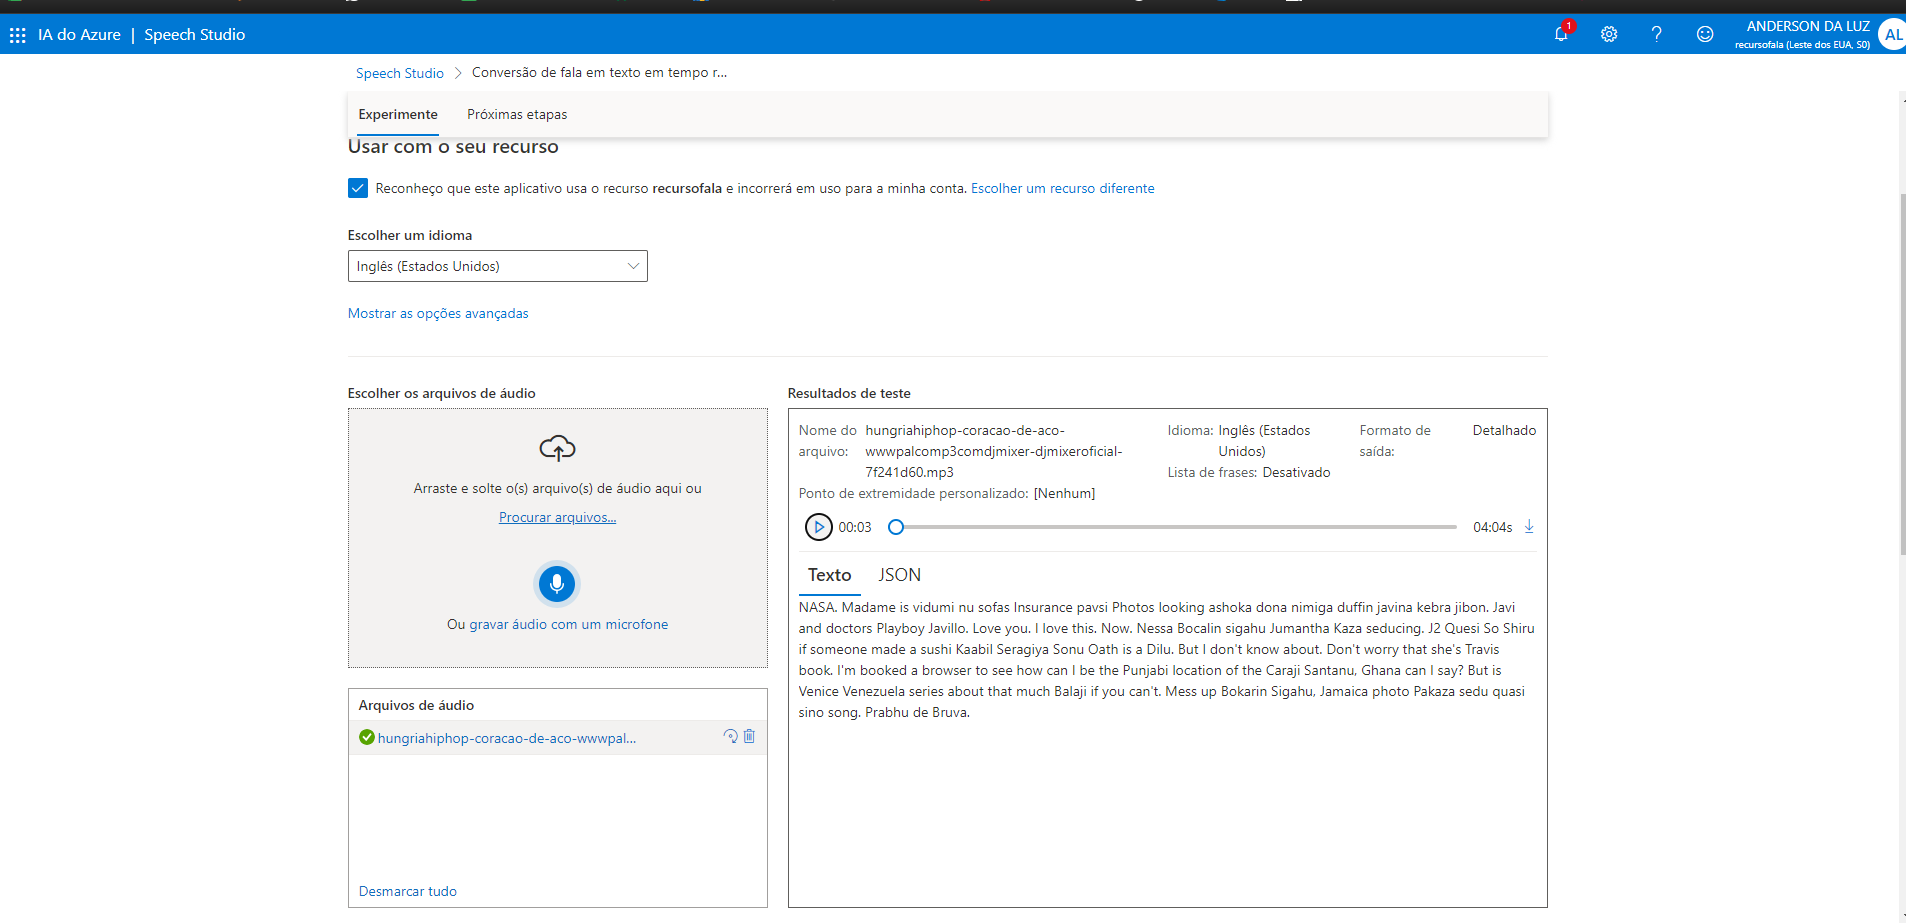 IA do Azure | Speech Studio
1
ANDERSON DA LUZ
recursofala (Leste dos EUA, S0)
AL
Speech Studio > Conversão de fala em texto em tempo r...
Experimente Próximas etapas
Usar com o seu recurso
Reconheço que este aplicativo usa o recurso recursofala e incorrerá em uso para a minha conta. Escolher um recurso diferente
Escolher um idioma
Inglês (Estados Unidos)
Mostrar as opções avançadas
Escolher os arquivos de áudio
Arraste e solte o(s) arquivo(s) de áudio aqui ou
Procurar arquivos...
Ou gravar áudio com um microfone
Arquivos de áudio
hungriahiphop-coracao-de-aco-wwwpal...
Desmarcar tudo
Resultados de teste
Nome do arquivo: hungriahiphop-coracao-de-aco-
wwwpalcomp3comdjmixer-djmixeroficial-
7f241d60.mp3
Idioma: Inglês (Estados
Unidos)
Lista de frases: Desativado
Formato de
saída: Detalhado
Ponto de extremidade personalizado: [Nenhum]
00:03 04:04s
Texto JSON
NASA. Madame is vidumi nu sofas Insurance pavsi Photos looking ashoka dona nimiga duffin javina kebra jibon. Javi
and doctors Playboy Javillo. Love you. I love this. Now. Nessa Bocalin sigahu Jumantha Kaza seducing. J2 Quesi So Shiru
if someone made a sushi Kaabil Seragiya Sonu Oath is a Dilu. But I don't know about. Don't worry that she's Travis
book. I'm booked a browser to see how can I be the Punjabi location of the Caraji Santanu, Ghana can I say? But is
Venice Venezuela series about that much Balaji if you can't. Mess up Bokarin Sigahu, Jamaica photo Pakaza sedu quasi
sino song. Prabhu de Bruva.